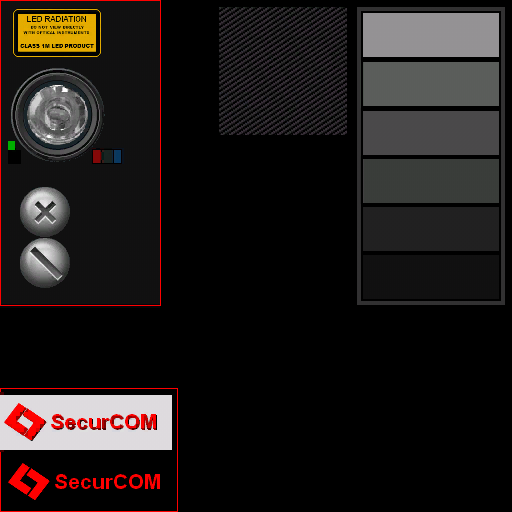 LED RADIATION
DO NOT VIEW DIRECTLY
WITH OPTICAL INSTRUMENTS
CLASS 1M LED PRODUCT
SecurCOM
SecurCOM